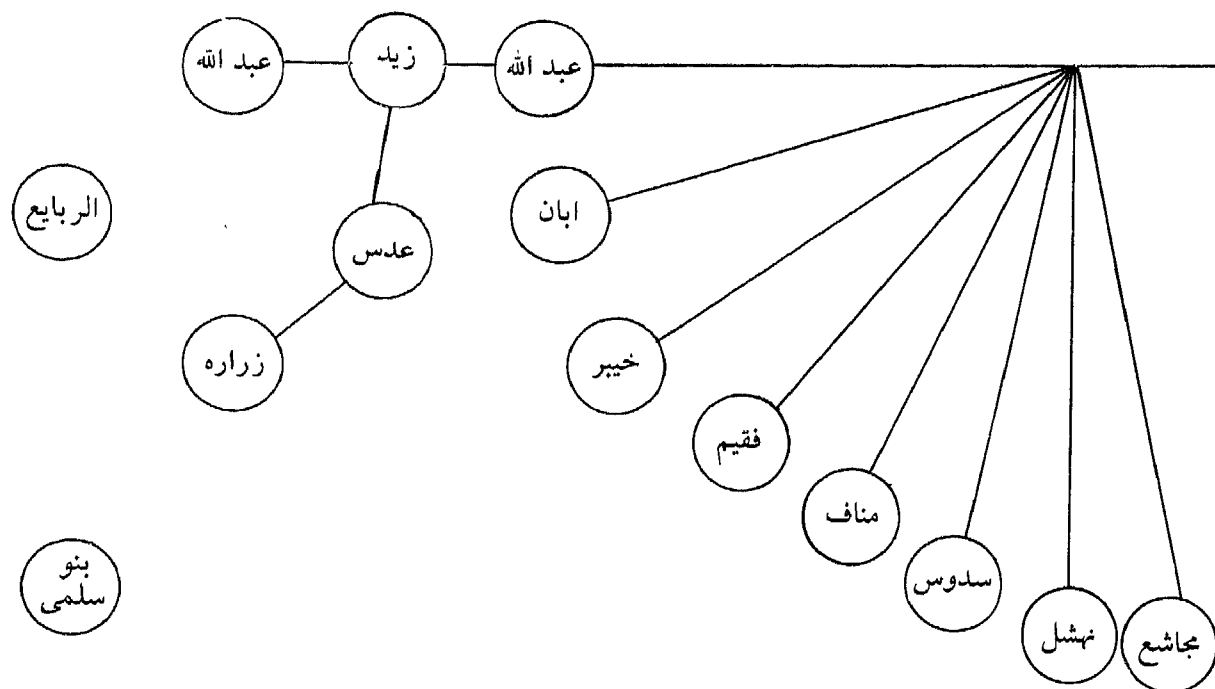 عبد الله
زيد
عبد الله
ابان
الربايع
عدس
خيبر
زراره
فقيم
مناف
سدوس
بنو
سلمى
نهشل
مجاشع